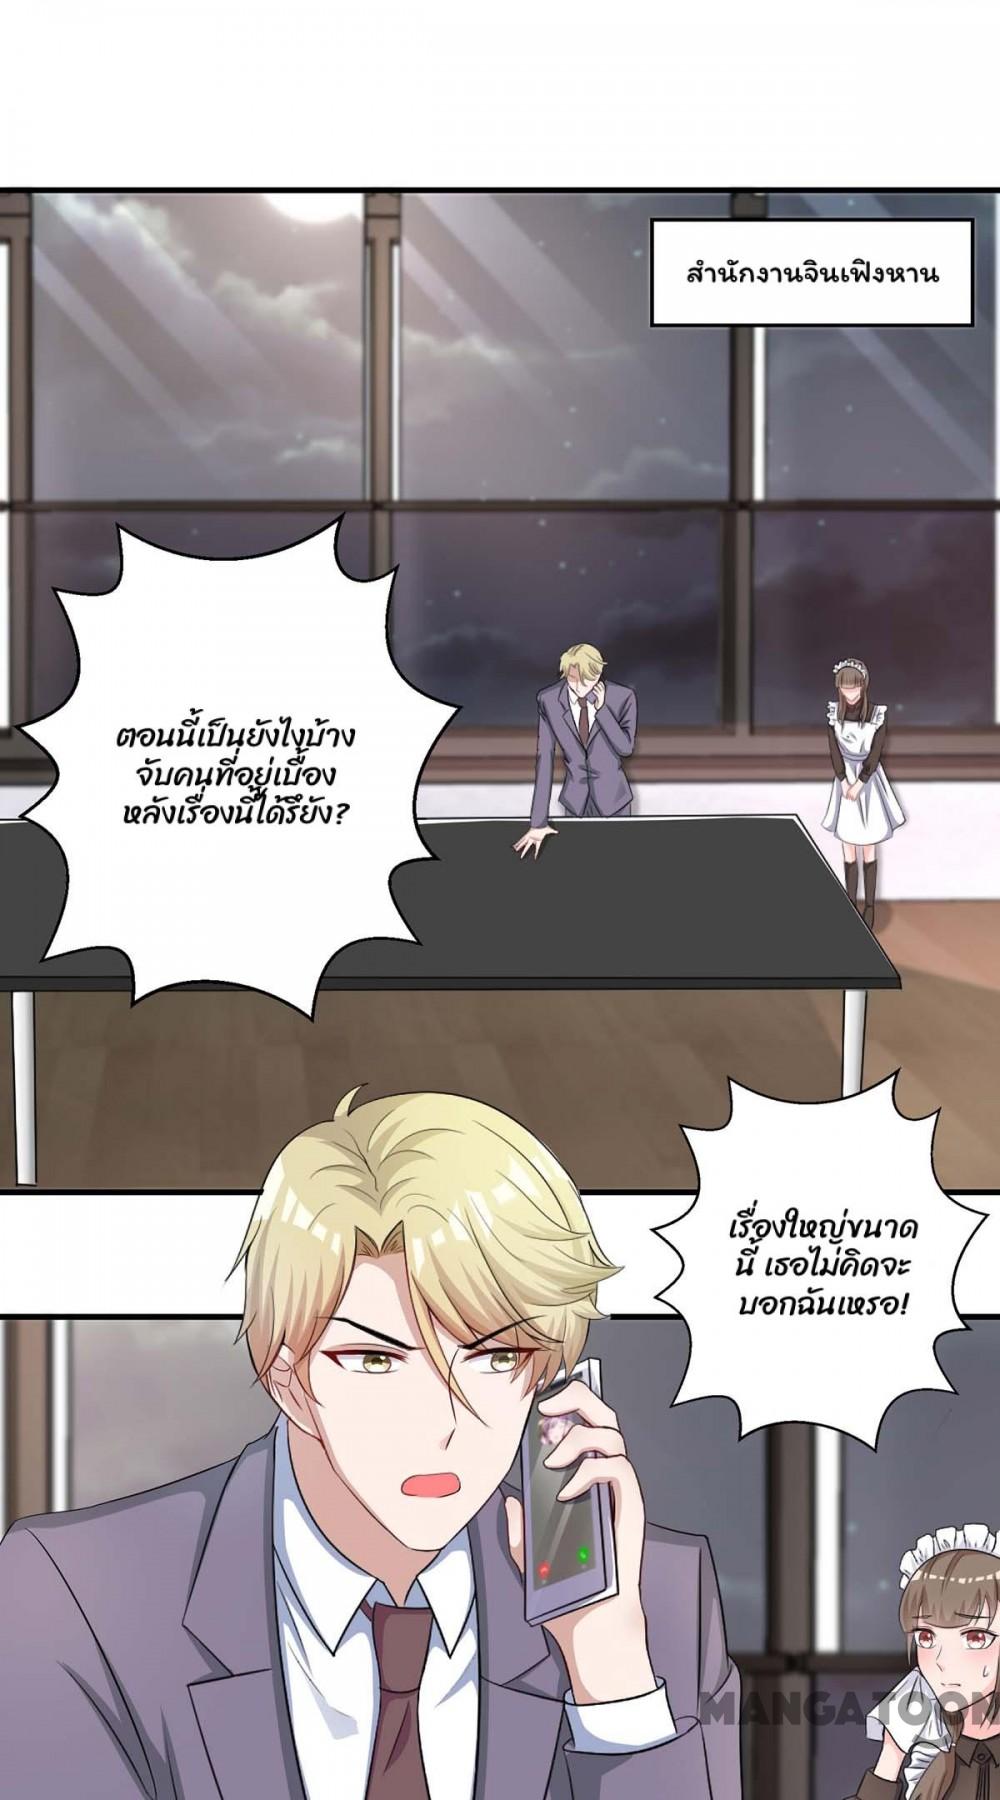 สำนักงานจินเฟิงหาน
ตอนนี้เป็นยังไงบ้าง
จับคนที่อยู่เบื้อง
หลังเรื่องนี้ได้รึยัง?
เรื่องใหญ่ขนาด
นี้ เธอไม่คิดจะ
บอกฉันเหรอ!
MANGATOON